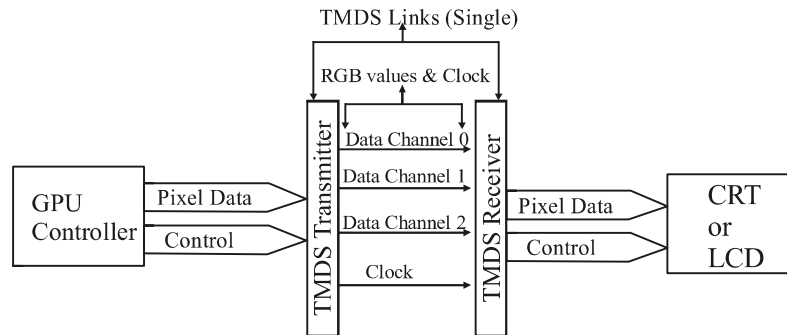 TMDS Links (Single)
RGB values & Clock
GPU
Controller
Pixel Data
Control
TMDS Transmitter
Data Channel 0
Data Channel 1
Data Channel 2
Clock
TMDS Receiver
Pixel Data
Control
CRT
or
LCD